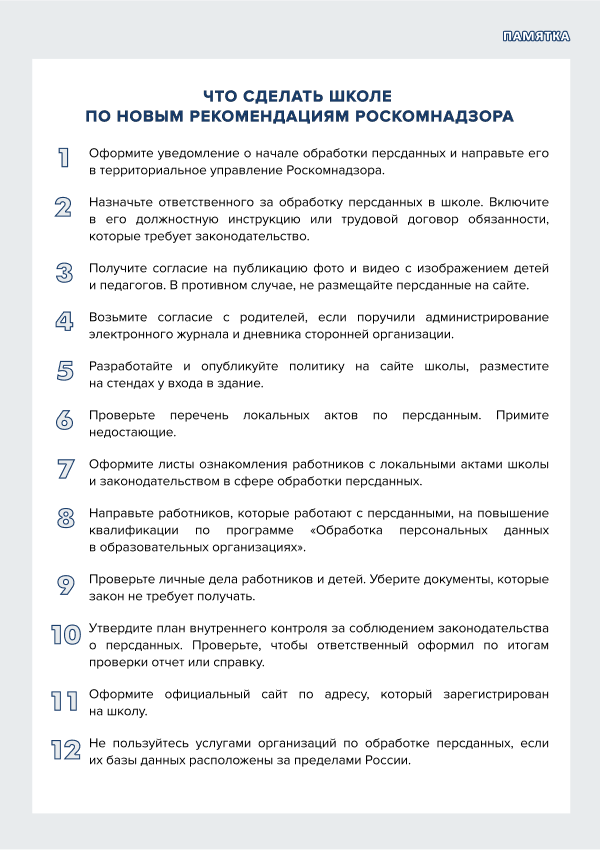 ПАМЯТКА
ЧТО СДЕЛАТЬ ШКОЛЕ
ПО НОВЫМ РЕКОМЕНДАЦИЯМ РОСКОМНАДЗОРА
1 Оформите уведомление о начале обработки персданных и направьте его
в территориальное управление Роскомнадзора.
2 Назначьте ответственного за обработку персданных в школе. Включите
в его должностную инструкцию или трудовой договор обязанности,
которые требует законодательство.
3 Получите согласие на публикацию фото и видео с изображением детей
и педагогов. В противном случае, не размещайте персданные на сайте.
4 Возьмите согласие с родителей, если поручили администрирование
электронного журнала и дневника сторонней организации.
5 Разработайте и опубликуйте политику на сайте школы, разместите
на стендах у входа в здание.
6 Проверьте перечень локальных актов по персданным. Примите
недостающие.
7 Оформите листы ознакомления работников с локальными актами школы
и законодательством в сфере обработки персданных.
8 Направьте работников, которые работают с персданными, на повышение
квалификации по программе «Обработка персональных данных
в образовательных организациях».
9 Проверьте личные дела работников и детей. Уберите документы, которые
закон не требует получать.
10 Утвердите план внутреннего контроля за соблюдением законодательства
о персданных. Проверьте, чтобы ответственный оформил по итогам
проверки отчет или справку.
11 Оформите официальный сайт по адресу, который зарегистрирован
на школу.
12 Не пользуйтесь услугами организаций по обработке персданных, если
их базы данных расположены за пределами России.